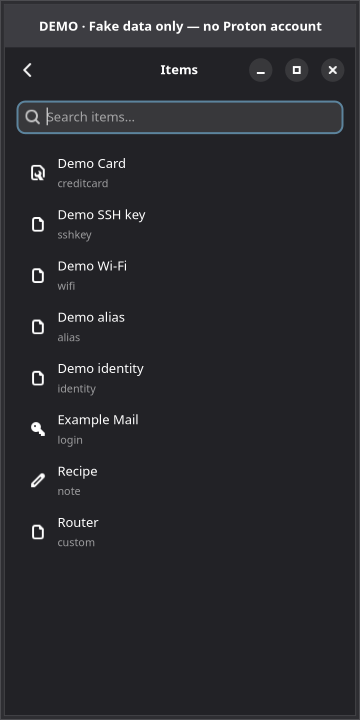 DEMO · Fake data only — no Proton account
Items
Search items...
Demo Card
creditcard
Demo SSH key
sshkey
Demo Wi-Fi
wifi
Demo alias
alias
Demo identity
identity
Example Mail
login
Recipe
note
Router
custom